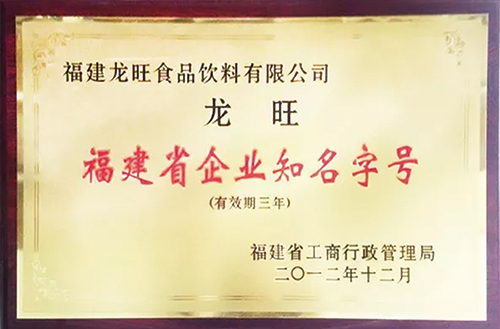 福建龙旺食品饮料有限公司
龙旺
福建省企业知名字号
(有效期三年)
福建省工商行政管理局
二〇一二年十二月